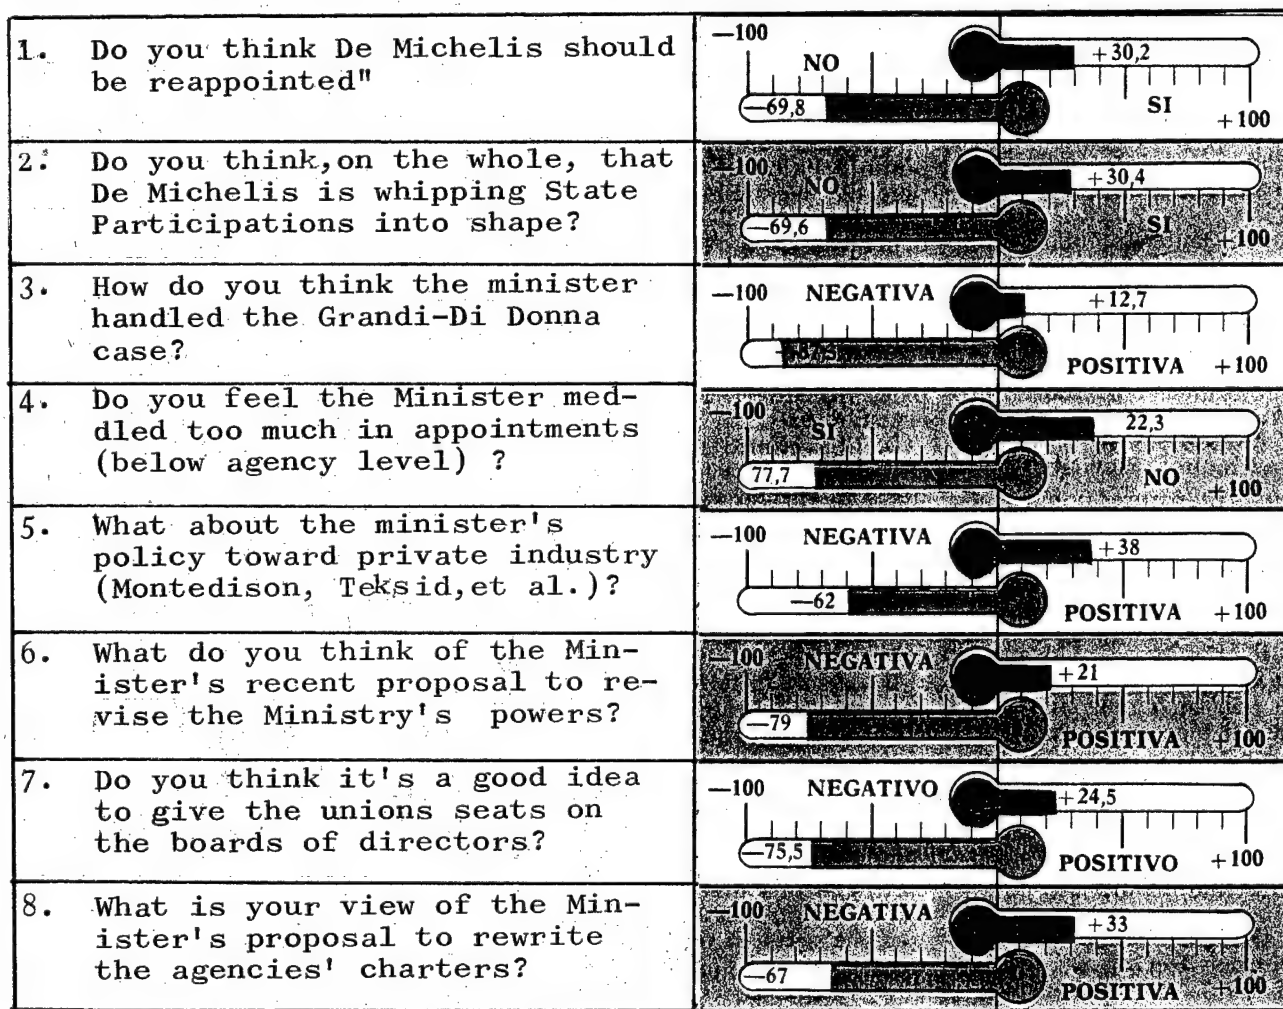 1. Do you think De Michelis should
be reappointed"
—100
NO
+30,2
—69,8
SI
+100
2. Do you think,on the whole, that
De Michelis is whipping State
Participations into shape?
—100
NO
+30,4
—69,6
SI
+100
3. How do you think the minister
handled the Grandi-Di Donna
case?
—100 NEGATIVA
+12,7
POSITIVA +100
4. Do you feel the Minister med-
dled too much in appointments
(below agency level) ?
—100
SI
22,3
77,7
NO
+100
5. What about the minister's
policy toward private industry
(Montedison, Teksid,et al.)?
—100 NEGATIVA
+38
—62
POSITIVA +100
6. What do you think of the Min-
ister's recent proposal to re-
vise the Ministry's powers?
—100 NEGATIVA
+21
—79
POSITIVA +100
7. Do you think it's a good idea
to give the unions seats on
the boards of directors?
—100 NEGATIVO
+24,5
—75,5
POSITIVO +100
8. What is your view of the Min-
ister's proposal to rewrite
the agencies' charters?
—100 NEGATIVA
+33
—67
POSITIVA +100